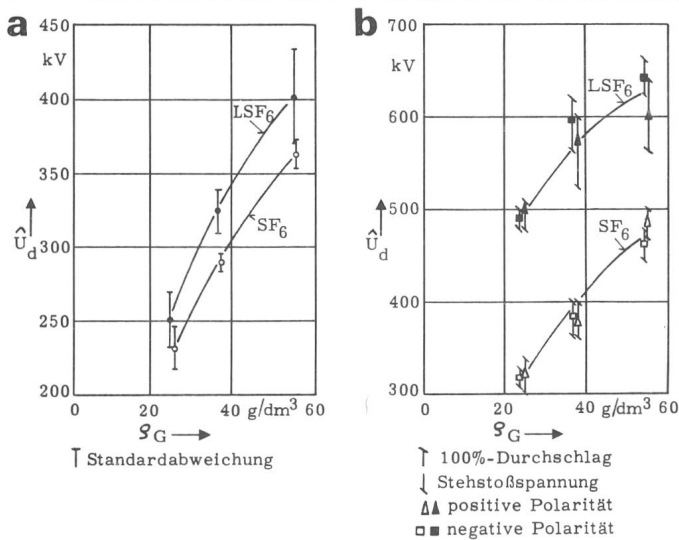 a
450
kV
400
350
Û_d
300
250
200
LSF₆
SF₆
0 20 40 g/dm³ 60
ϱ_G
Standardabweichung
b
700
kV
600
500
Û_d
400
300
LSF₆
SF₆
0 20 40 g/dm³ 60
ϱ_G
100%-Durchschlag
Stehstoßspannung
positive Polarität
negative Polarität